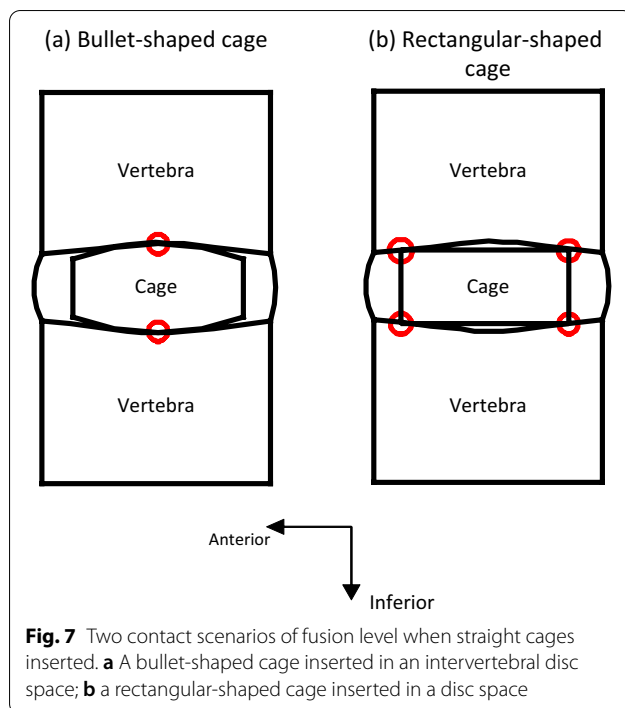 (a) Bullet-shaped cage
(b) Rectangular-shaped
cage
Vertebra
Vertebra
Cage
Cage
Vertebra
Vertebra
Anterior
Inferior
Fig. 7 Two contact scenarios of fusion level when straight cages
inserted. a A bullet-shaped cage inserted in an intervertebral disc
space; b a rectangular-shaped cage inserted in a disc space